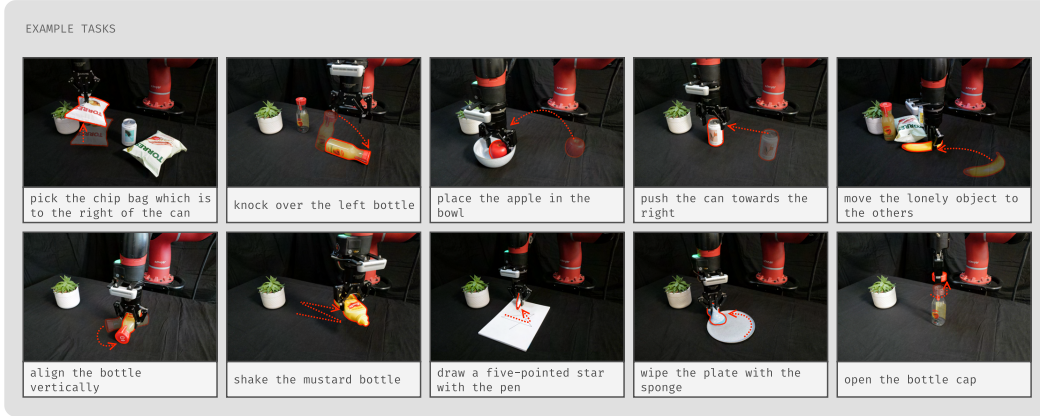 EXAMPLE TASKS
pick the chip bag which is
to the right of the can
knock over the left bottle
place the apple in the
bowl
push the can towards the
right
move the lonely object to
the others
align the bottle
vertically
shake the mustard bottle
draw a five-pointed star
with the pen
wipe the plate with the
sponge
open the bottle cap